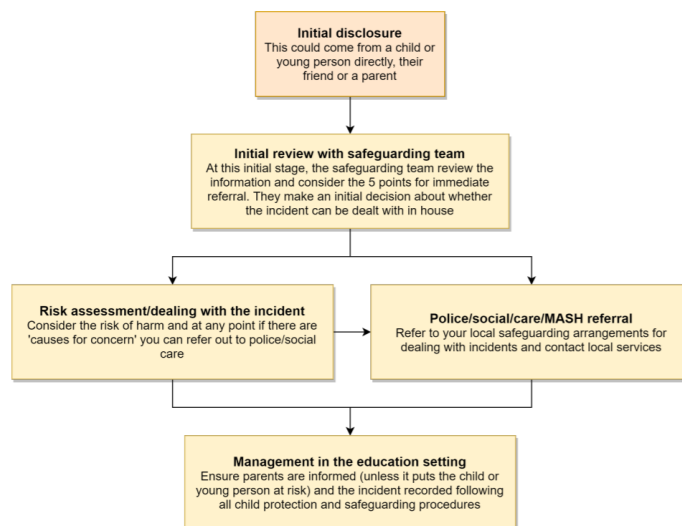 Initial disclosure
This could come from a child or
young person directly, their
friend or a parent
Initial review with safeguarding team
At this initial stage, the safeguarding team review the
information and consider the 5 points for immediate
referral. They make an initial decision about whether
the incident can be dealt with in house
Risk assessment/dealing with the incident
Consider the risk of harm and at any point if there are
'causes for concern' you can refer out to police/social
care
Police/social/care/MASH referral
Refer to your local safeguarding arrangements for
dealing with incidents and contact local services
Management in the education setting
Ensure parents are informed (unless it puts the child or
young person at risk) and the incident recorded following
all child protection and safeguarding procedures